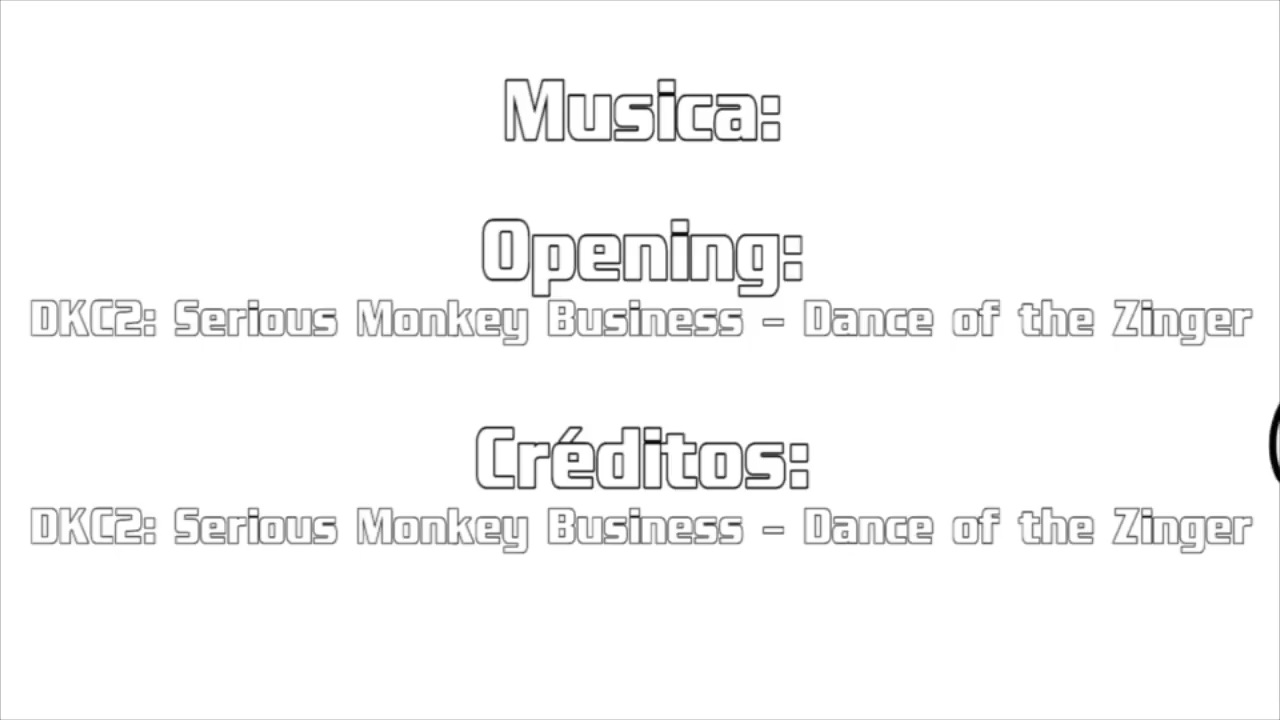 Musica:
Opening:
DKC2: Serious Monkey Business - Dance of the Zinger
Créditos:
DKC2: Serious Monkey Business - Dance of the Zinger